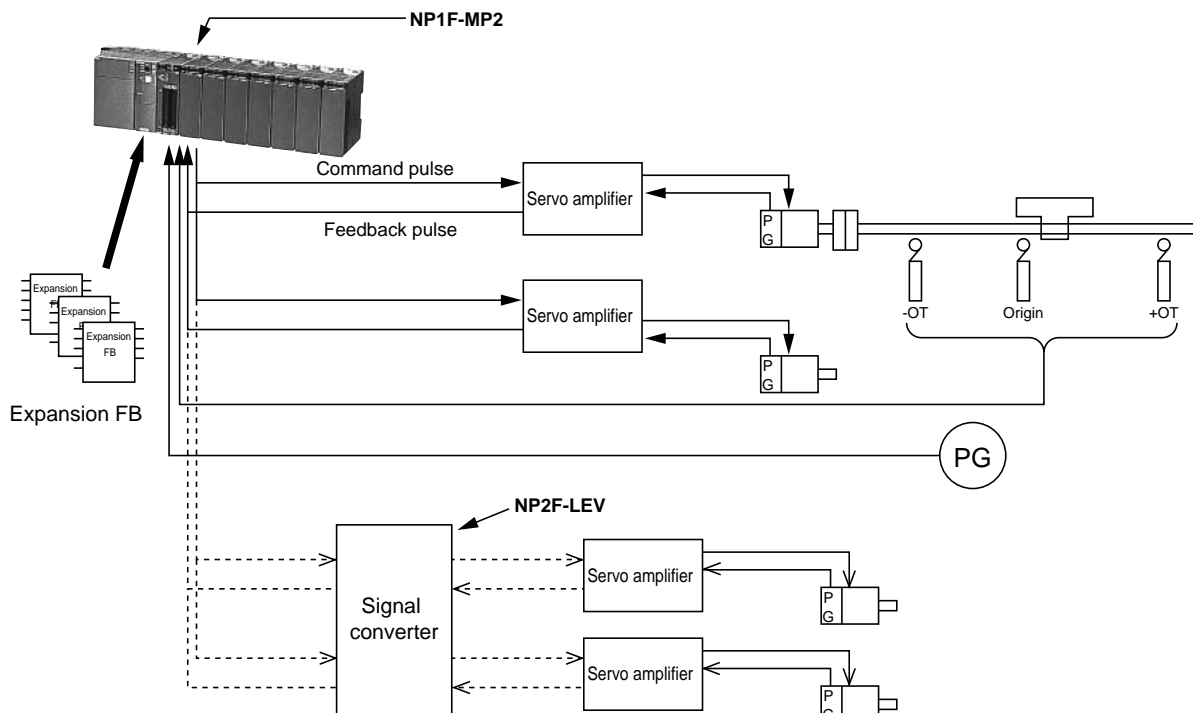 NP1F-MP2
Command pulse
Servo amplifier
P
G
Feedback pulse
-OT
Origin
+OT
Expansion
Expansion
Expansion
FB
Expansion FB
Servo amplifier
P
G
PG
NP2F-LEV
Signal
converter
Servo amplifier
P
G
Servo amplifier
P
G